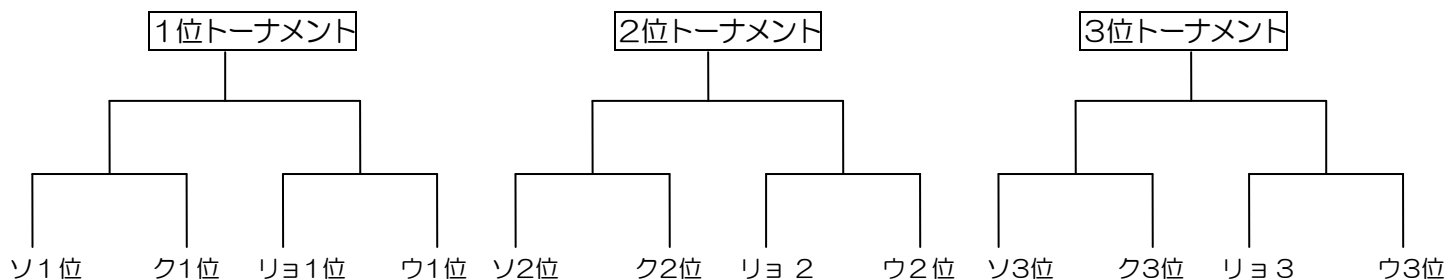 1位トーナメント 2位トーナメント 3位トーナメント
ソ1位 ク1位 リョ1位 ウ1位 ソ2位 ク2位 リョ 2 ウ2位 ソ3位 ク3位 リョ 3 ウ3位